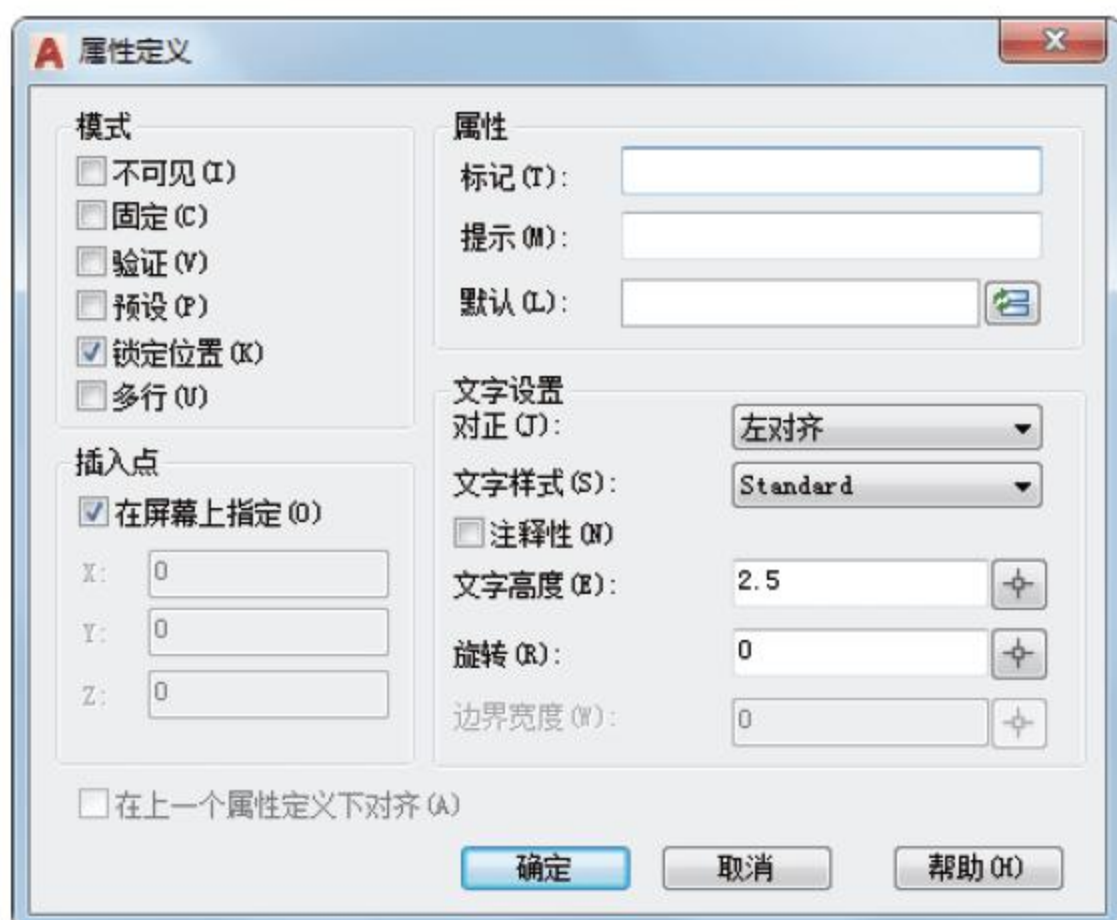 属性定义
模式
不可见(I)
固定(C)
验证(V)
预设(P)
锁定位置(K)
多行(U)
插入点
在屏幕上指定(O)
X: 0
Y: 0
Z: 0
属性
标记(T):
提示(M):
默认(L):
文字设置
对正(J): 左对齐
文字样式(S): Standard
注释性(N)
文字高度(E): 2.5
旋转(R): 0
边界宽度(W): 0
在上一个属性定义下对齐(A)
确定 取消 帮助(H)